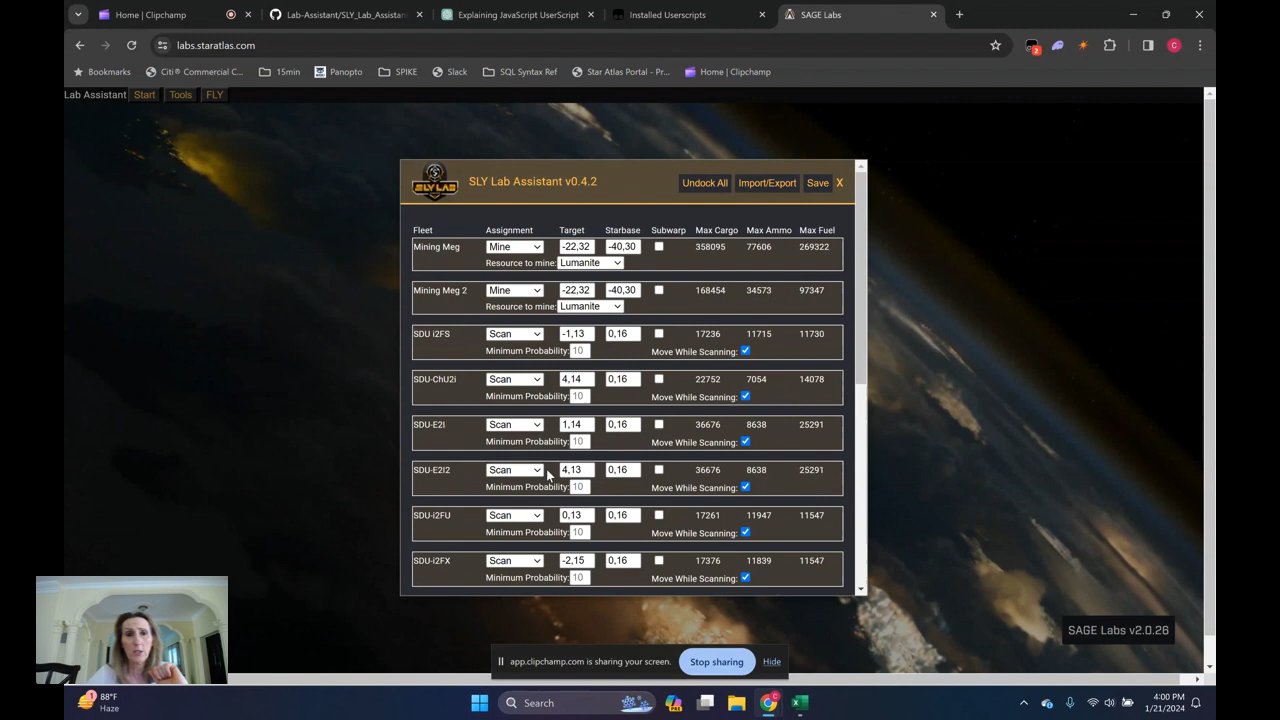 Home | Clipchamp
Lab-Assistant/SLY_Lab_Assistan
Explaining JavaScript UserScript
Installed Userscripts
SAGE Labs
labs.staratlas.com
2
C
Bookmarks
Citi® Commercial C...
15min
Panopto
SPIKE
Slack
SQL Syntax Ref
Star Atlas Portal - Pr...
Home | Clipchamp
Lab Assistant Start Tools FLY
SLY LAB
SLY Lab Assistant v0.4.2
Undock All Import/Export Save X
Fleet Assignment Target Starbase Subwarp Max Cargo Max Ammo Max Fuel
Mining Meg Mine -22,32 -40,30 358095 77606 269322
Resource to mine: Lumanite
Mining Meg 2 Mine -22,32 -40,30 168454 34573 97347
Resource to mine: Lumanite
SDU i2FS Scan -1,13 0,16 17236 11715 11730
Minimum Probability: 10 Move While Scanning:
SDU-ChU2i Scan 4,14 0,16 22752 7054 14078
Minimum Probability: 10 Move While Scanning:
SDU-E2I Scan 1,14 0,16 36676 8638 25291
Minimum Probability: 10 Move While Scanning:
SDU-E2I2 Scan 4,13 0,16 36676 8638 25291
Minimum Probability: 10 Move While Scanning:
SDU-i2FU Scan 0,13 0,16 17261 11947 11547
Minimum Probability: 10 Move While Scanning:
SDU-i2FX Scan -2,15 0,16 17376 11839 11547
Minimum Probability: 10 Move While Scanning:
SAGE Labs v2.0.26
app.clipchamp.com is sharing your screen. Stop sharing Hide
1
88°F
Haze
Search
4:00 PM
1/21/2024